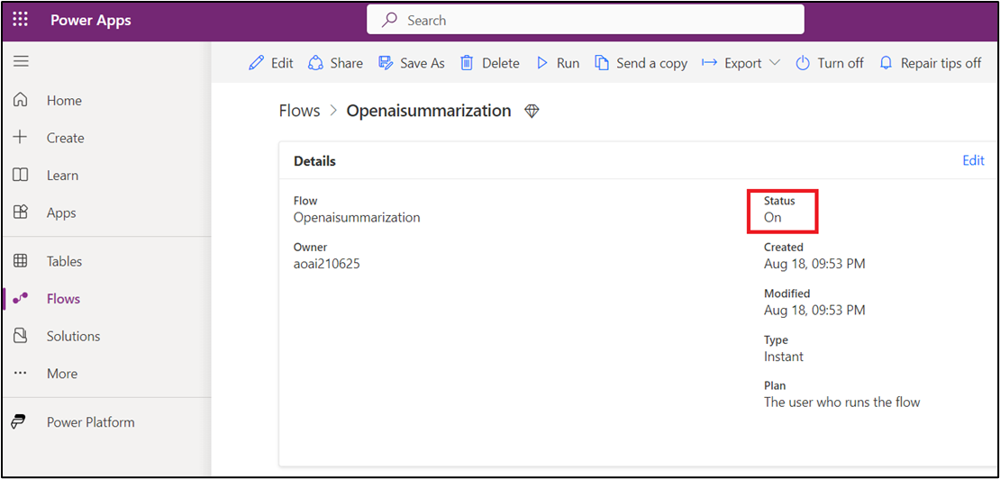 Power Apps
Search
Edit Share Save As Delete Run Send a copy Export Turn off Repair tips off
Home
Create
Learn
Apps
Tables
Flows
Solutions
More
Power Platform
Flows > Openaisummarization
Details
Edit
Flow
Openaisummarization
Owner
aoai210625
Status
On
Created
Aug 18, 09:53 PM
Modified
Aug 18, 09:53 PM
Type
Instant
Plan
The user who runs the flow